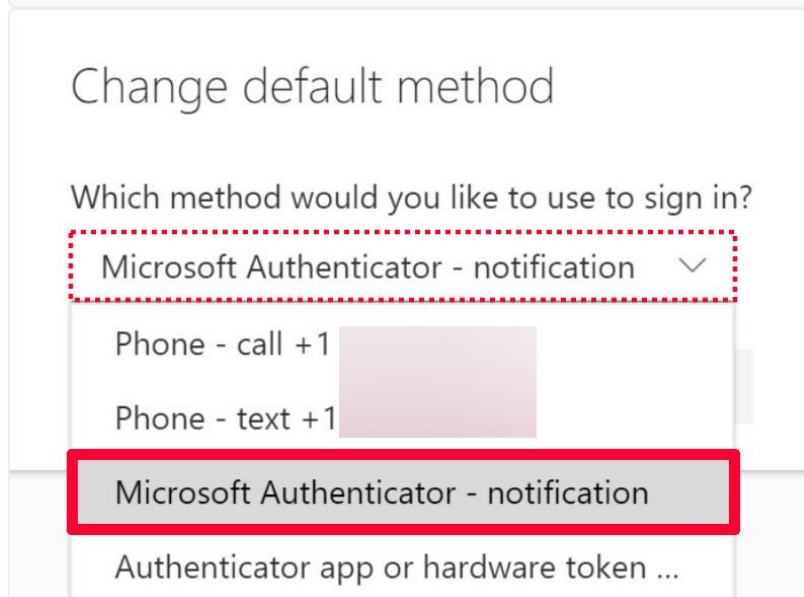 Change default method
Which method would you like to use to sign in?
Microsoft Authenticator - notification
Phone - call +1
Phone - text +1
Microsoft Authenticator - notification
Authenticator app or hardware token ...